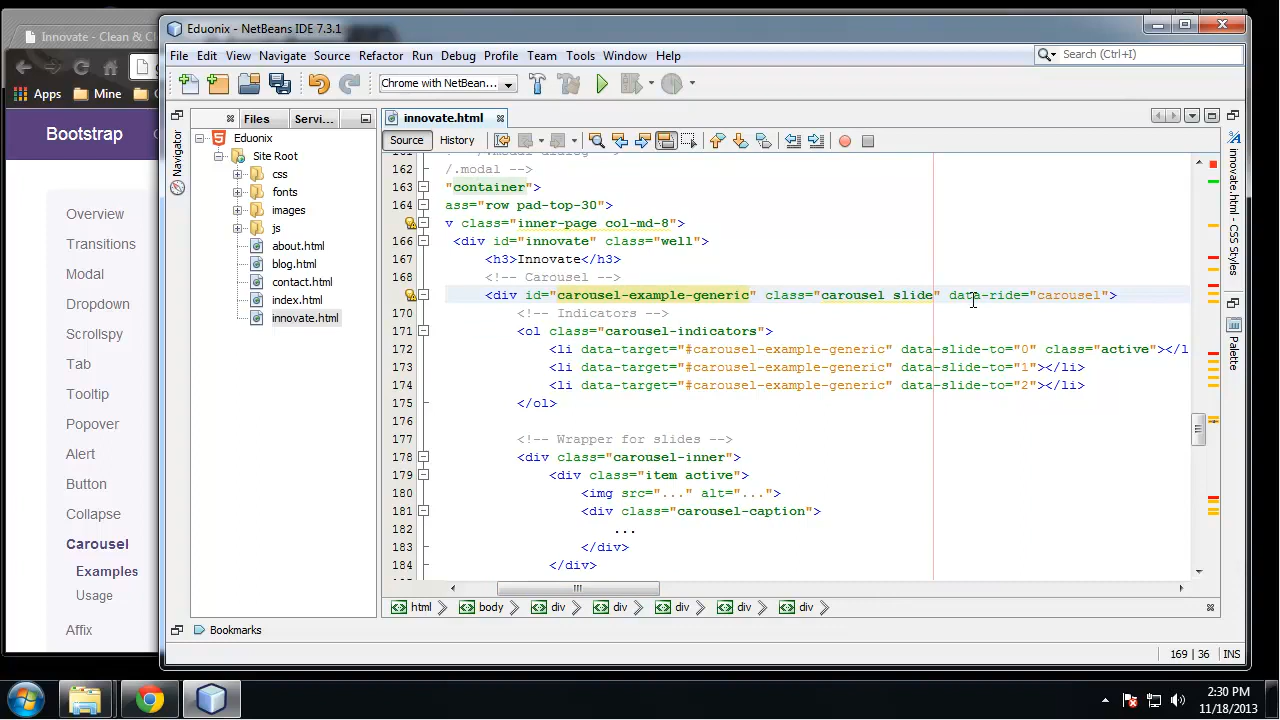 Innovate - Clean & Cl
Eduonix - NetBeans IDE 7.3.1
File Edit View Navigate Source Refactor Run Debug Profile Team Tools Window Help
Search (Ctrl+I)
Chrome with NetBean...
Apps Mine
Bootstrap
Overview
Transitions
Modal
Dropdown
Scrollspy
Tab
Tooltip
Popover
Alert
Button
Collapse
Carousel
Examples
Usage
Affix
Navigator
Files Servi...
Eduonix
Site Root
css
fonts
images
js
about.html
blog.html
contact.html
index.html
innovate.html
innovate.html
Source History
162 /.modal -->
163 "container">
164 ass="row pad-top-30">
v class="inner-page col-md-8">
166 <div id="innovate" class="well">
167 <h3>Innovate</h3>
168 <!-- Carousel -->
<div id="carousel-example-generic" class="carousel slide" data-ride="carousel">
170 <!-- Indicators -->
171 <ol class="carousel-indicators">
172 <li data-target="#carousel-example-generic" data-slide-to="0" class="active"></l
173 <li data-target="#carousel-example-generic" data-slide-to="1"></li>
174 <li data-target="#carousel-example-generic" data-slide-to="2"></li>
175 </ol>
176
177 <!-- Wrapper for slides -->
178 <div class="carousel-inner">
179 <div class="item active">
180 <img src="..." alt="...">
181 <div class="carousel-caption">
182 ...
183 </div>
184 </div>
html body div div div div div
innovate.html - CSS Styles
Palette
Bookmarks
169 | 36 INS
2:30 PM
11/18/2013